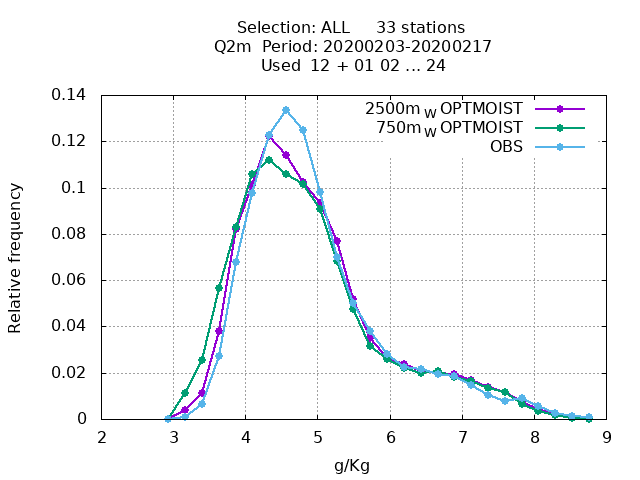 Selection: ALL     33 stations
Q2m  Period: 20200203-20200217
Used  12 + 01 02 ... 24
2500m W OPTMOIST
750m W OPTMOIST
OBS
Relative frequency
0.14
0.12
0.1
0.08
0.06
0.04
0.02
0
2 3 4 5 6 7 8 9
g/Kg